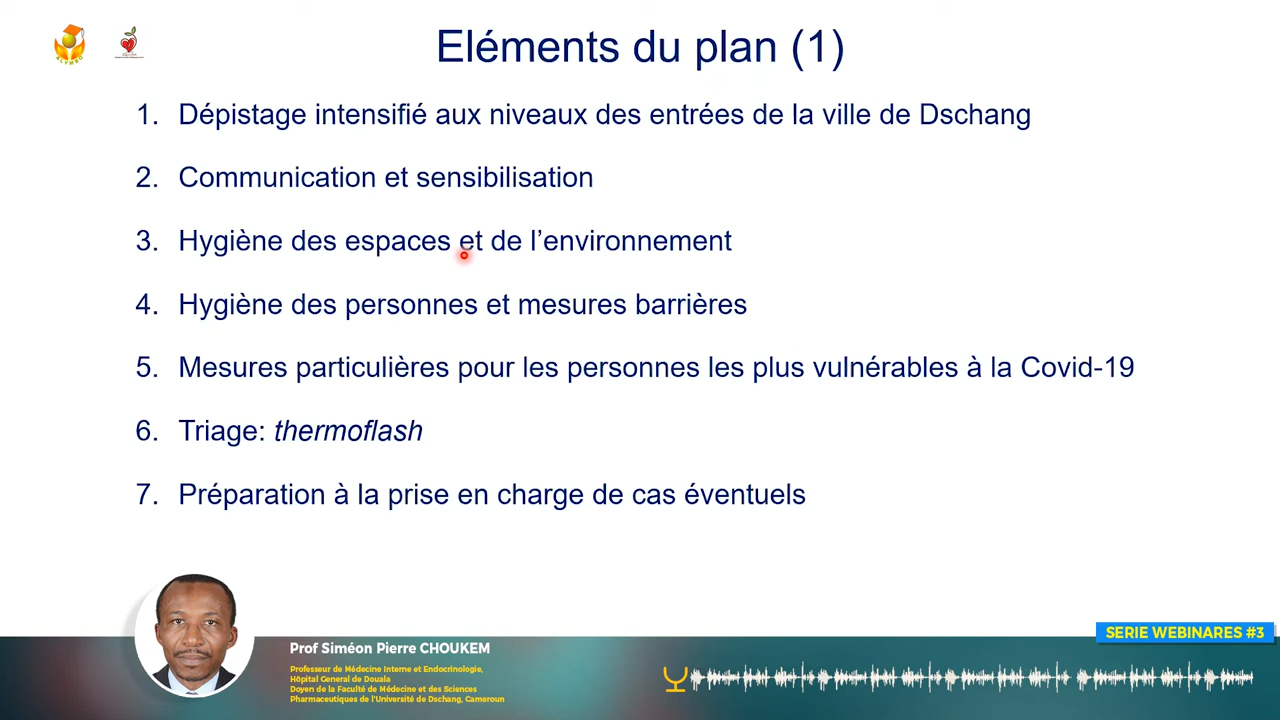 Eléments du plan (1)
1. Dépistage intensifié aux niveaux des entrées de la ville de Dschang
2. Communication et sensibilisation
3. Hygiène des espaces et de l’environnement
4. Hygiène des personnes et mesures barrières
5. Mesures particulières pour les personnes les plus vulnérables à la Covid-19
6. Triage: thermoflash
7. Préparation à la prise en charge de cas éventuels
SERIE WEBINARES #3
Prof Siméon Pierre CHOUKEM
Professeur de Médecine Interne et Endocrinologie,
Hôpital General de Douala
Doyen de la Faculté de Médecine et des Sciences
Pharmaceutiques de l'Université de Dschang, Cameroun